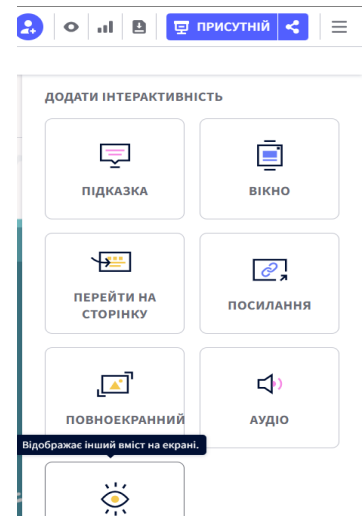 ПРИСУТНІЙ
ДОДАТИ ІНТЕРАКТИВНІСТЬ
ПІДКАЗКА
ВІКНО
ПЕРЕЙТИ НА
СТОРІНКУ
ПОСИЛАННЯ
ПОВНОЕКРАННИЙ
АУДІО
Відображає інший вміст на екрані.